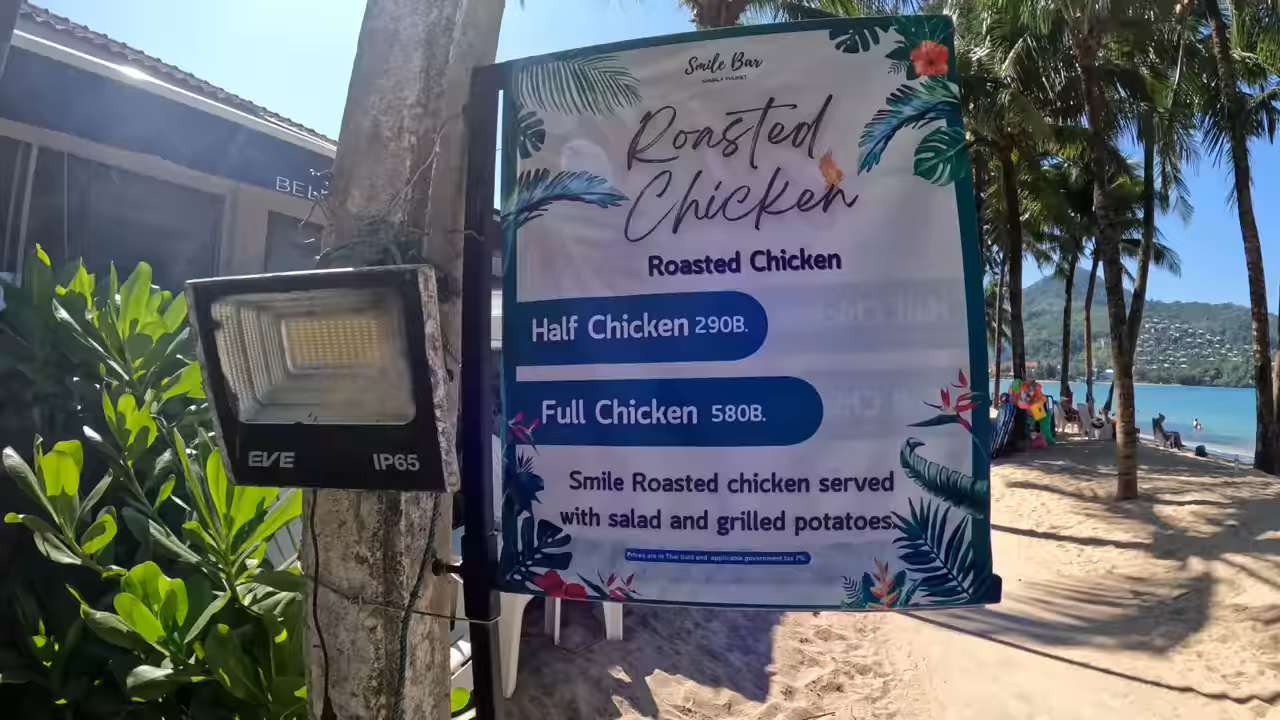 Smile Bar
KAMALA PHUKET
Roasted
Chicken
Roasted Chicken
Half Chicken 290B.
Full Chicken 580B.
Smile Roasted chicken served
with salad and grilled potatoes.
Prices are in Thai baht and applicable government tax 7%.
EVE IP65